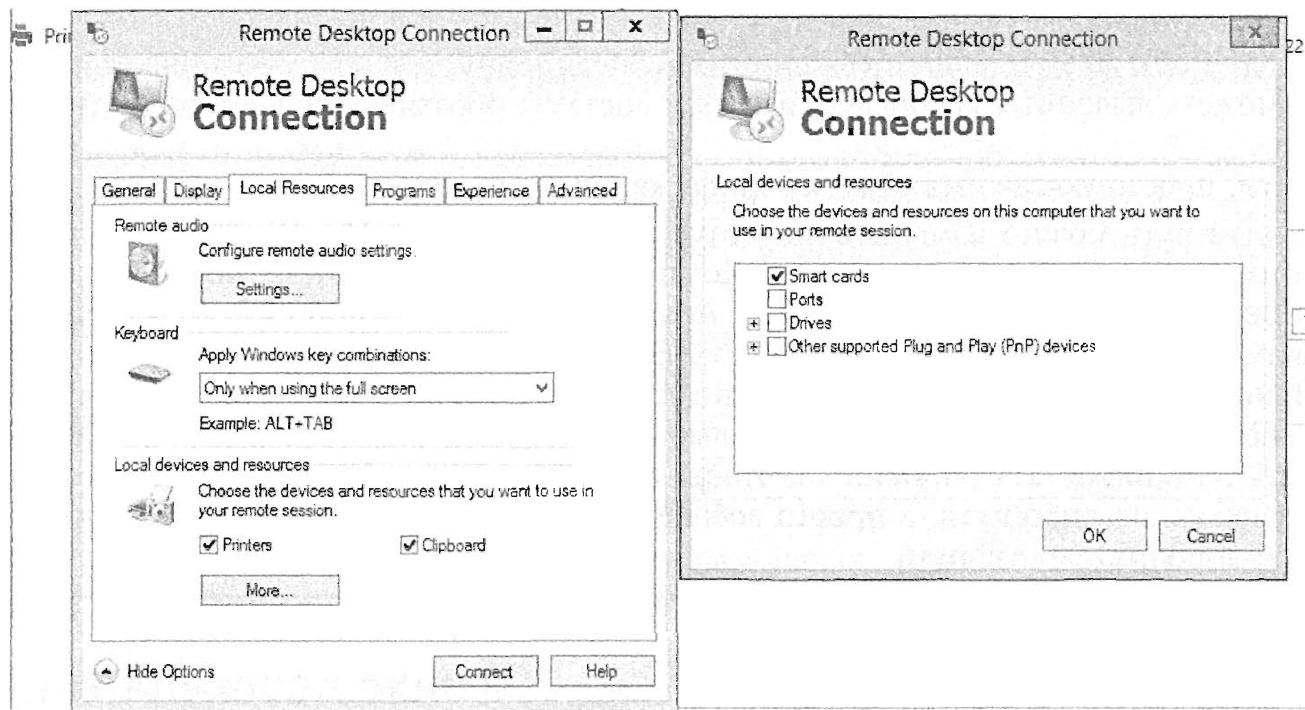 Pri
Remote Desktop Connection
Remote Desktop
Connection
General Display Local Resources Programs Experience Advanced
Remote audio
Configure remote audio settings.
Settings...
Keyboard
Apply Windows key combinations:
Only when using the full screen
Example: ALT+TAB
Local devices and resources
Choose the devices and resources that you want to use in
your remote session.
Printers Clipboard
More...
Hide Options Connect Help
Remote Desktop Connection
22
Remote Desktop
Connection
Local devices and resources
Choose the devices and resources on this computer that you want to
use in your remote session.
Smart cards
Ports
Drives
Other supported Plug and Play (PnP) devices
OK Cancel